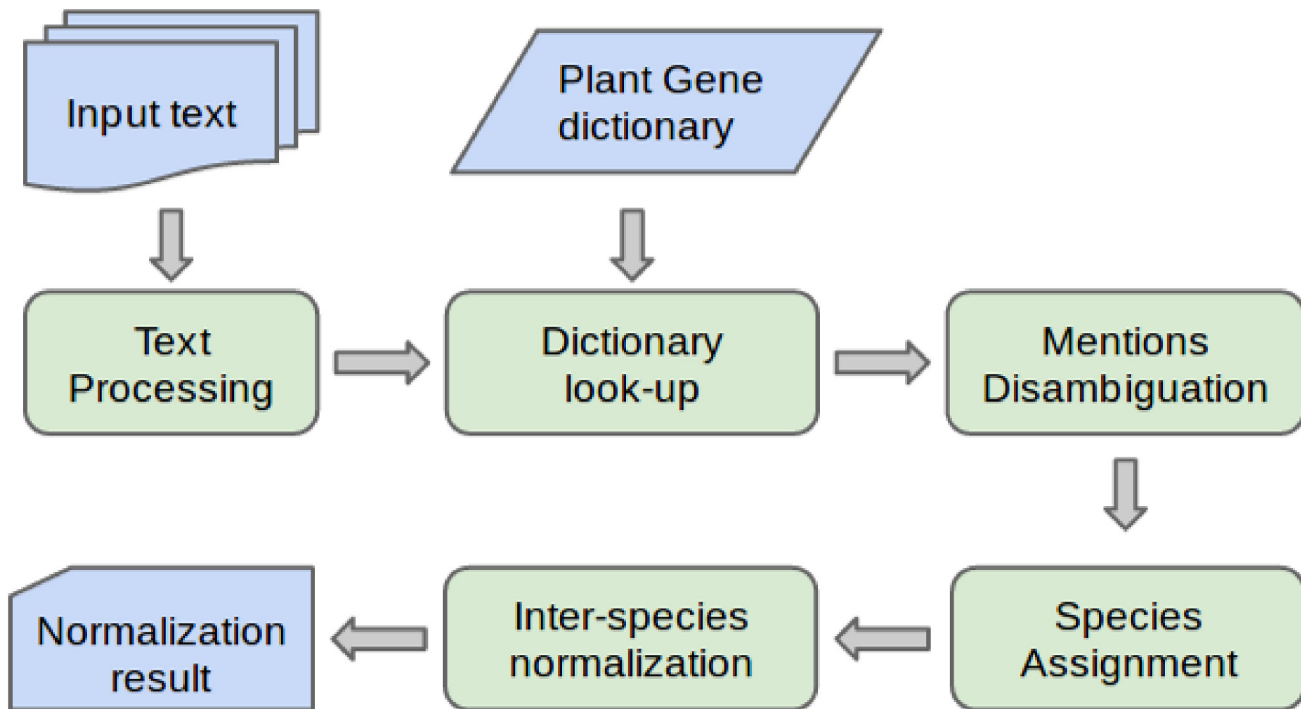 Input text
Plant Gene
dictionary
Text
Processing
Dictionary
look-up
Mentions
Disambiguation
Species
Assignment
Inter-species
normalization
Normalization
result